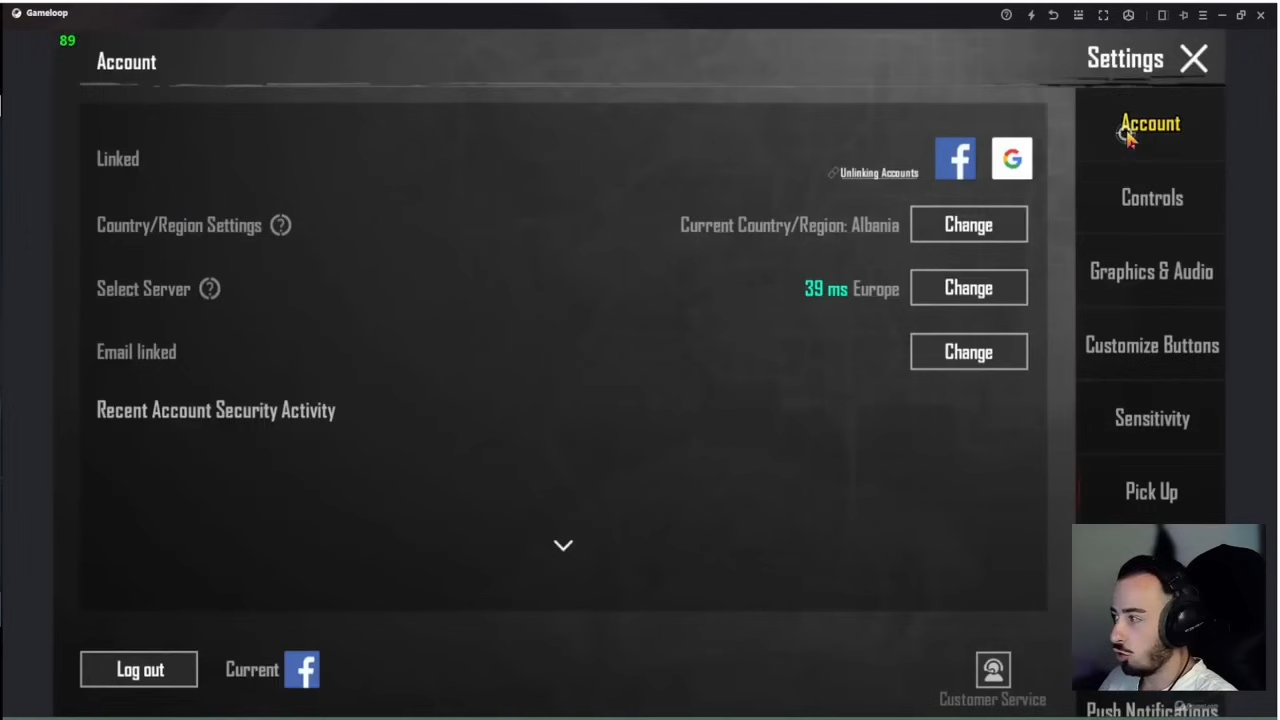 Gameloop
89
Account
Settings
Linked
Unlinking Accounts
Country/Region Settings
Current Country/Region: Albania
Change
Select Server
39 ms Europe
Change
Email linked
Change
Recent Account Security Activity
Log out
Current
Customer Service
Account
Controls
Graphics & Audio
Customize Buttons
Sensitivity
Pick Up
Push Notifications